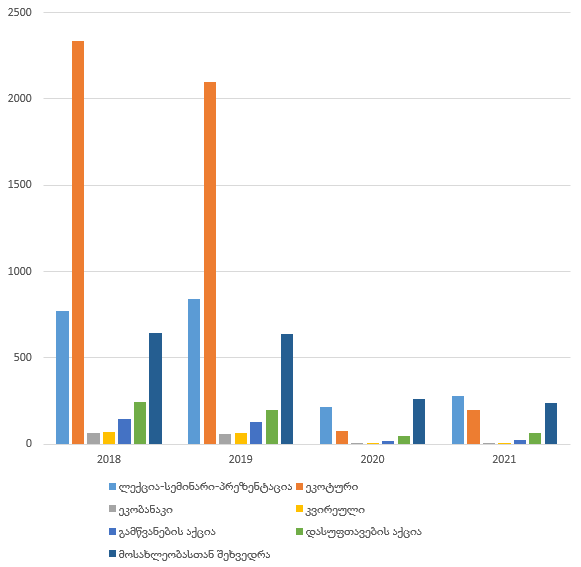 2500
2000
1500
1000
500
0
2018 2019 2020 2021
ლექცია-სემინარი-პრეზენტაცია ეკოტური
ეკობანაკი კვირეული
გამწვანების აქცია დასუფთავების აქცია
მოსახლეობასთან შეხვედრა